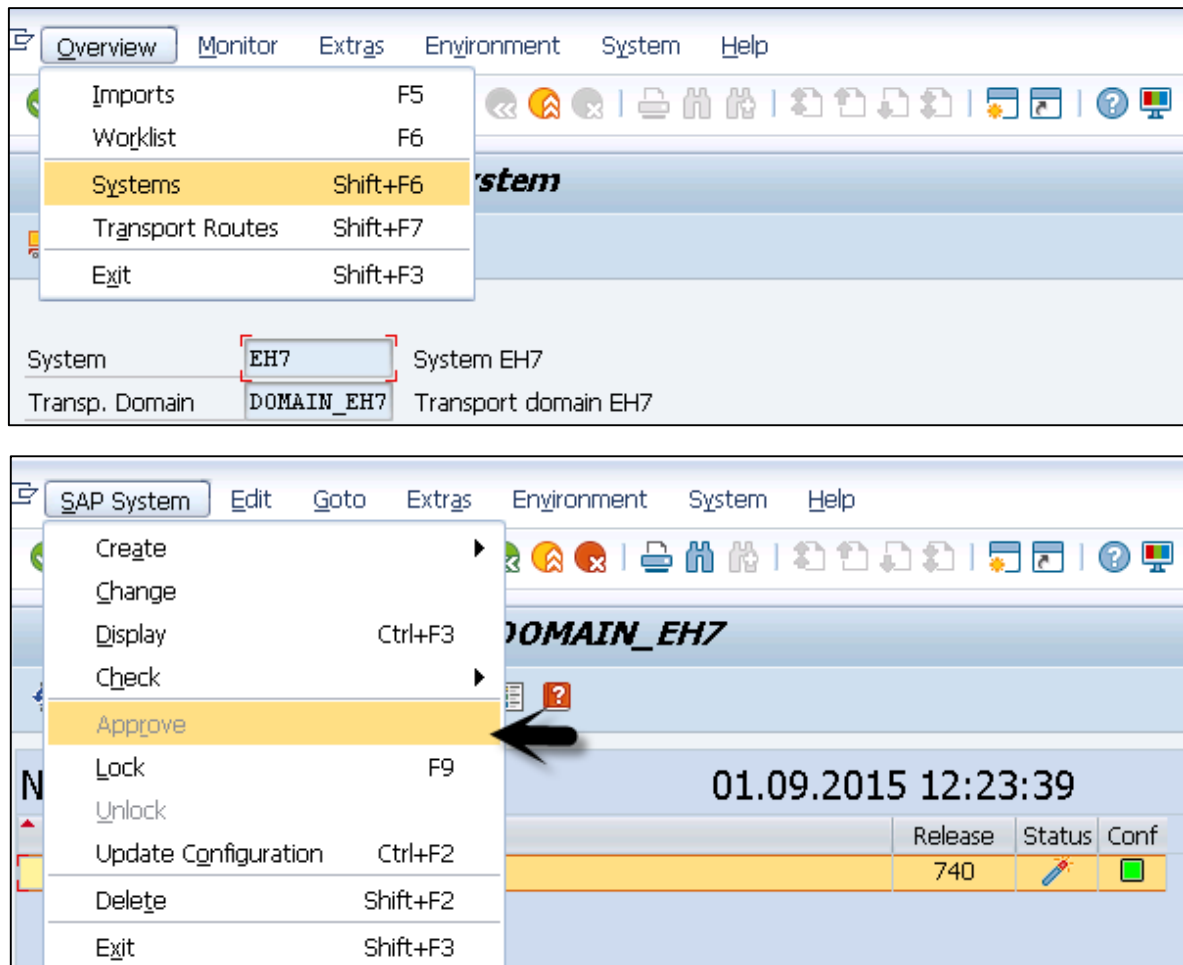 Overview Monitor Extras Environment System Help
Imports F5
Worklist F6
Systems Shift+F6 stem
Transport Routes Shift+F7
Exit Shift+F3
System EH7 System EH7
Transp. Domain DOMAIN_EH7 Transport domain EH7
SAP System Edit Goto Extras Environment System Help
Create
Change
Display Ctrl+F3 DOMAIN_EH7
Check
Approve
Lock F9
N 01.09.2015 12:23:39
Unlock
Release Status Conf
Update Configuration Ctrl+F2
740
Delete Shift+F2
Exit Shift+F3